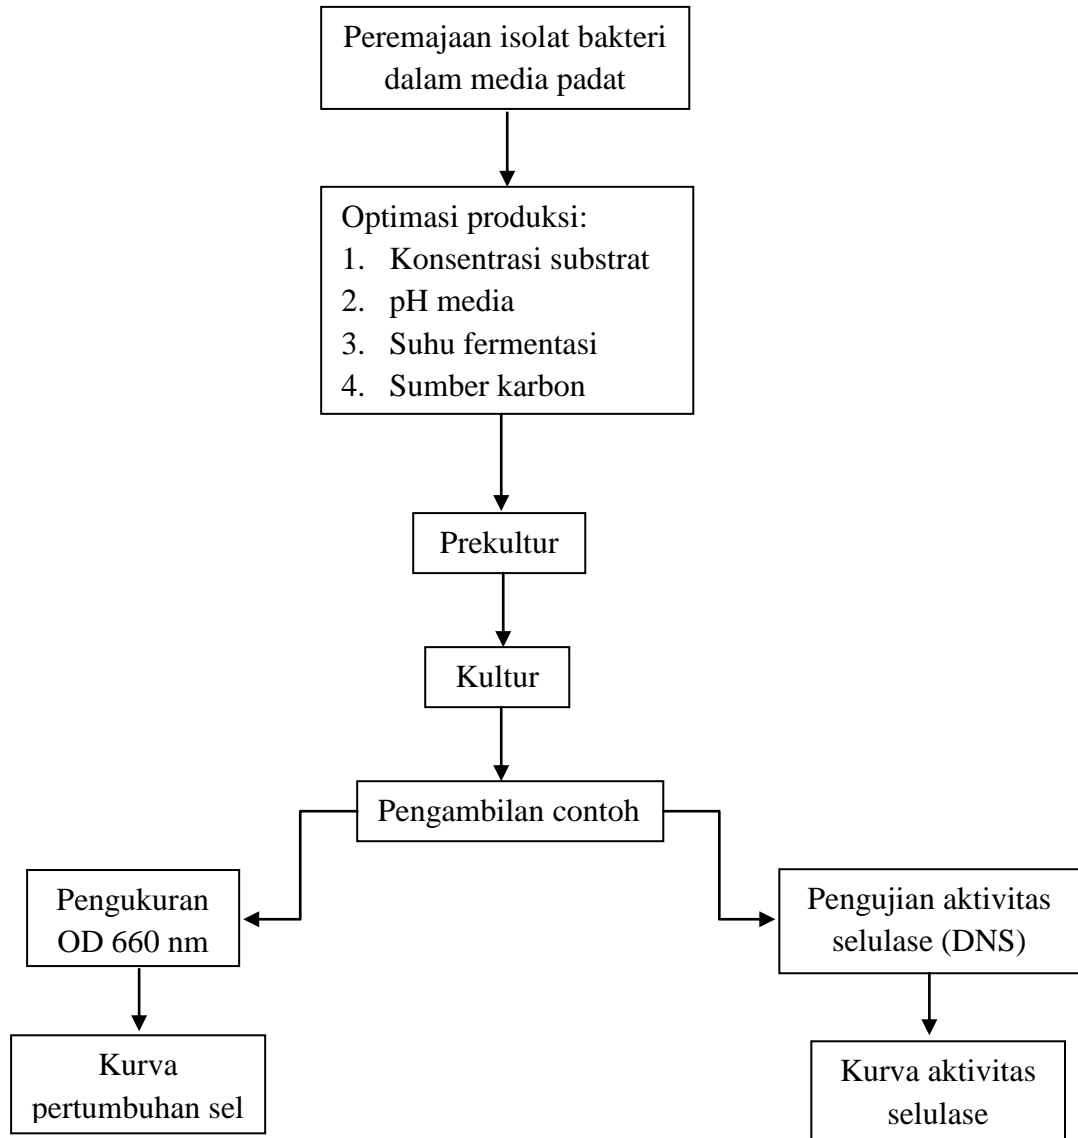 Peremajaan isolat bakteri
dalam media padat
Optimasi produksi:
1. Konsentrasi substrat
2. pH media
3. Suhu fermentasi
4. Sumber karbon
Prekultur
Kultur
Pengambilan contoh
Pengukuran
OD 660 nm
Pengujian aktivitas
selulase (DNS)
Kurva
pertumbuhan sel
Kurva aktivitas
selulase